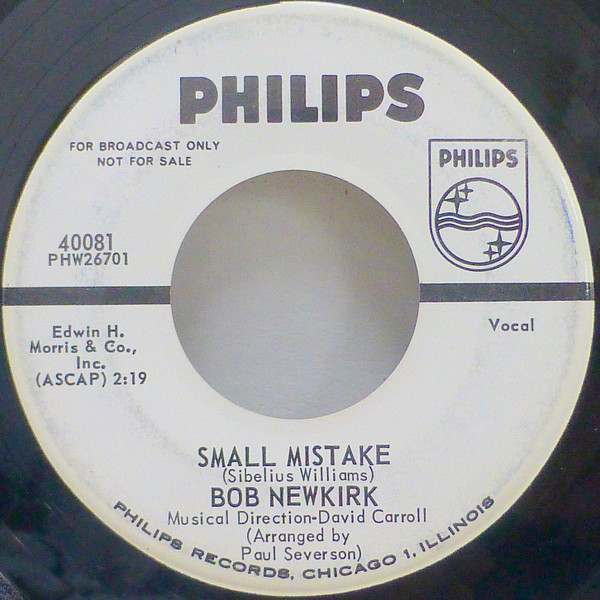 PHILIPS
FOR BROADCAST ONLY
NOT FOR SALE
PHILIPS
40081
PHW26701
Edwin H.
Morris & Co.,
Inc.
(ASCAP) 2:19
Vocal
SMALL MISTAKE
(Sibelius Williams)
BOB NEWKIRK
Musical Direction-David Carroll
(Arranged by
Paul Severson)
PHILIPS RECORDS, CHICAGO 1, ILLINOIS